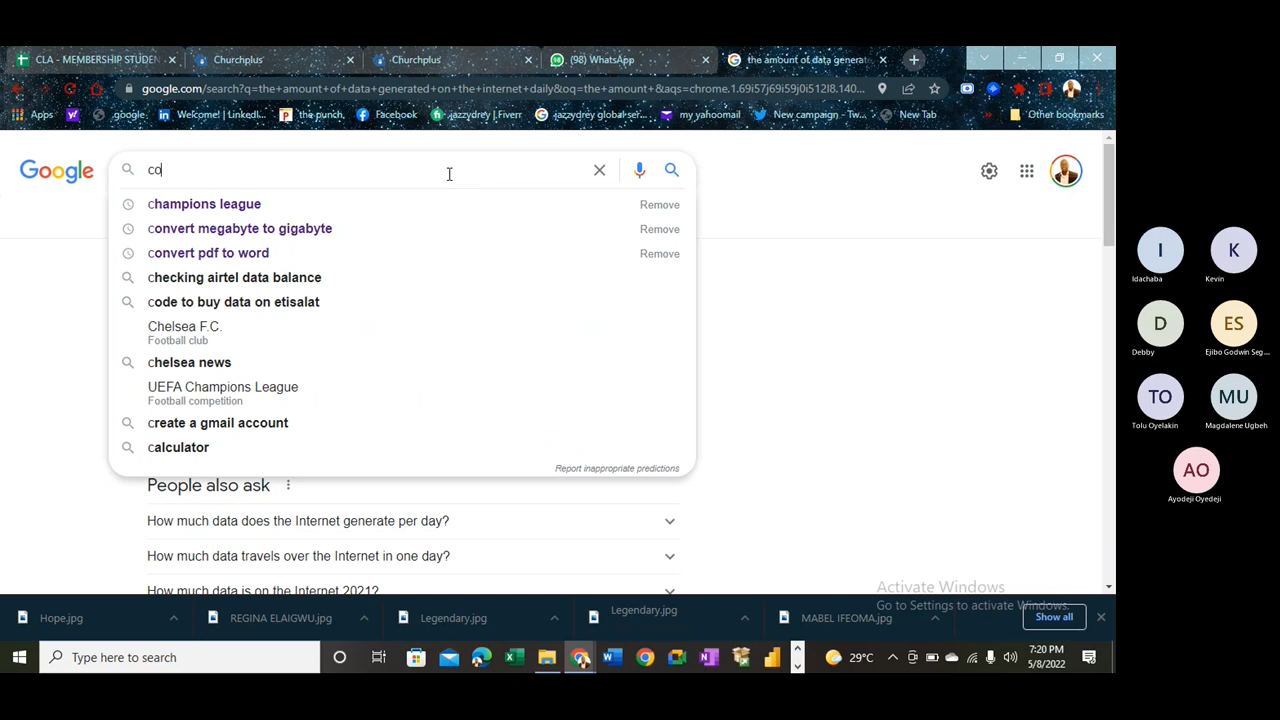 CLA - MEMBERSHIP STUDEN
Churchplus
Churchplus
(98) WhatsApp
the amount of data generate
google.com/search?q=the+amount+of+data+generated+on+the+internet+daily&oq=the+amount+&aqs=chrome.1.69i57j69i59j0i512l8.140...
Apps
.google
Welcome! | LinkedI...
the punch,
Facebook
jazzydrey | Fiverr
jazzydrey global ser...
my yahoomail
New campaign - Tw...
New Tab
»
Other bookmarks
Google
co
champions league
Remove
convert megabyte to gigabyte
Remove
convert pdf to word
Remove
checking airtel data balance
code to buy data on etisalat
Chelsea F.C.
Football club
chelsea news
UEFA Champions League
Football competition
create a gmail account
calculator
Report inappropriate predictions
People also ask
How much data does the Internet generate per day?
How much data travels over the Internet in one day?
How much data is on the Internet 2021?
Activate Windows
Go to Settings to activate Windows.
Hope.jpg
REGINA ELAIGWU.jpg
Legendary.jpg
Legendary.jpg
MABEL IFEOMA.jpg
Show all
Type here to search
29°C
7:20 PM
5/8/2022
I
Idachaba
K
Kevin
D
Debby
ES
Ejibo Godwin Seg...
TO
Tolu Oyelakin
MU
Magdalene Ugbeh
AO
Ayodeji Oyedeji